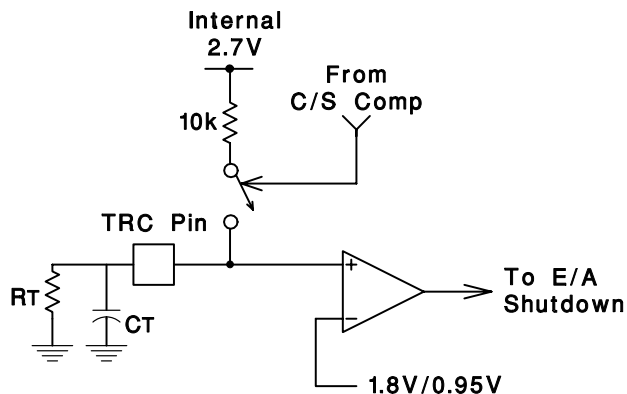 Internal
2.7V
From
C/S Comp
10k
TRC Pin
RT
CT
+
−
To E/A
Shutdown
1.8V/0.95V